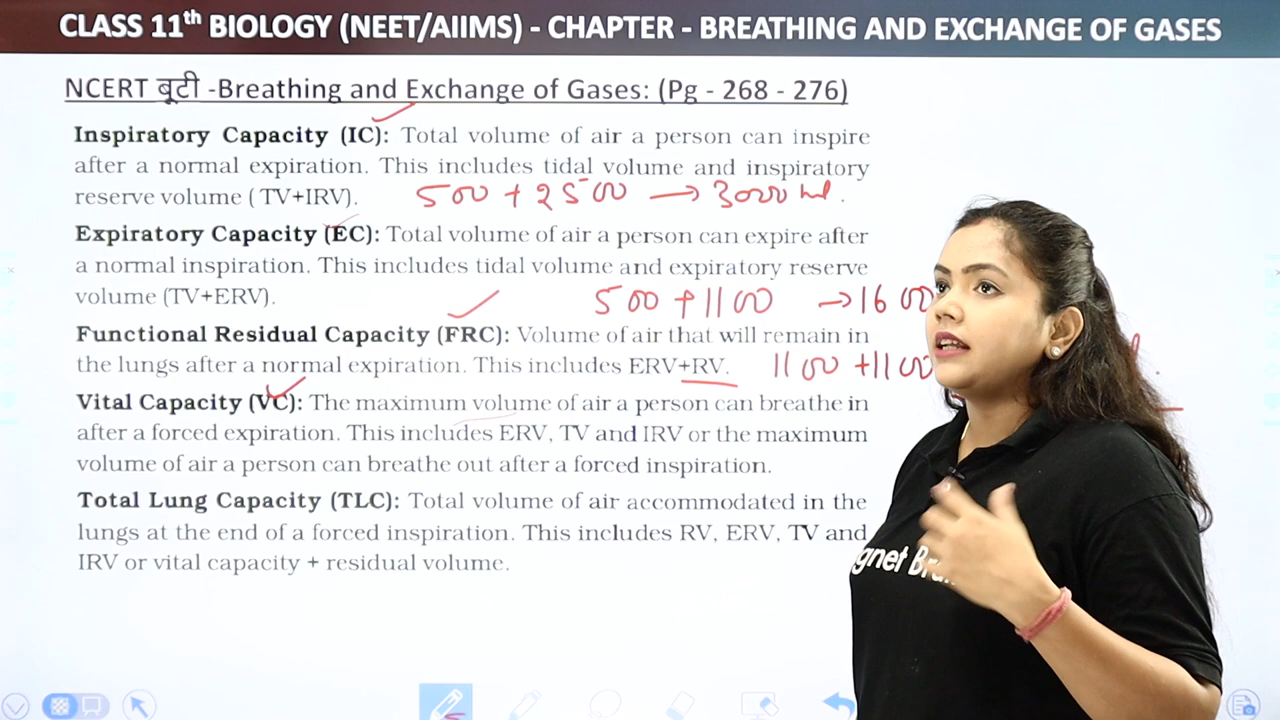 CLASS 11th BIOLOGY (NEET/AIIMS) - CHAPTER - BREATHING AND EXCHANGE OF GASES
NCERT बूटी -Breathing and Exchange of Gases: (Pg - 268 - 276)
Inspiratory Capacity (IC): Total volume of air a person can inspire
after a normal expiration. This includes tidal volume and inspiratory
reserve volume ( TV+IRV). 500 + 2500 → 3000 ml.
Expiratory Capacity (EC): Total volume of air a person can expire after
a normal inspiration. This includes tidal volume and expiratory reserve
volume (TV+ERV). 500 + 1100 → 1600
Functional Residual Capacity (FRC): Volume of air that will remain in
the lungs after a normal expiration. This includes ERV+RV. 1100 + 1100
Vital Capacity (VC): The maximum volume of air a person can breathe in
after a forced expiration. This includes ERV, TV and IRV or the maximum
volume of air a person can breathe out after a forced inspiration.
Total Lung Capacity (TLC): Total volume of air accommodated in the
lungs at the end of a forced inspiration. This includes RV, ERV, TV and
IRV or vital capacity + residual volume.
gnet Br